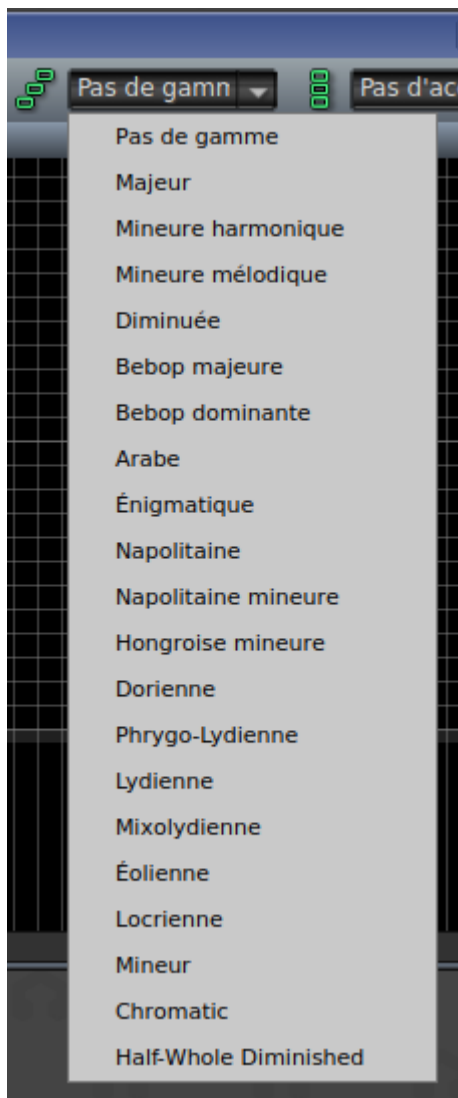 Pas de gamn Pas d'ac
Pas de gamme
Majeur
Mineure harmonique
Mineure mélodique
Diminuée
Bebop majeure
Bebop dominante
Arabe
Énigmatique
Napolitaine
Napolitaine mineure
Hongroise mineure
Dorienne
Phrygo-Lydienne
Lydienne
Mixolydienne
Éolienne
Locrienne
Mineur
Chromatic
Half-Whole Diminished